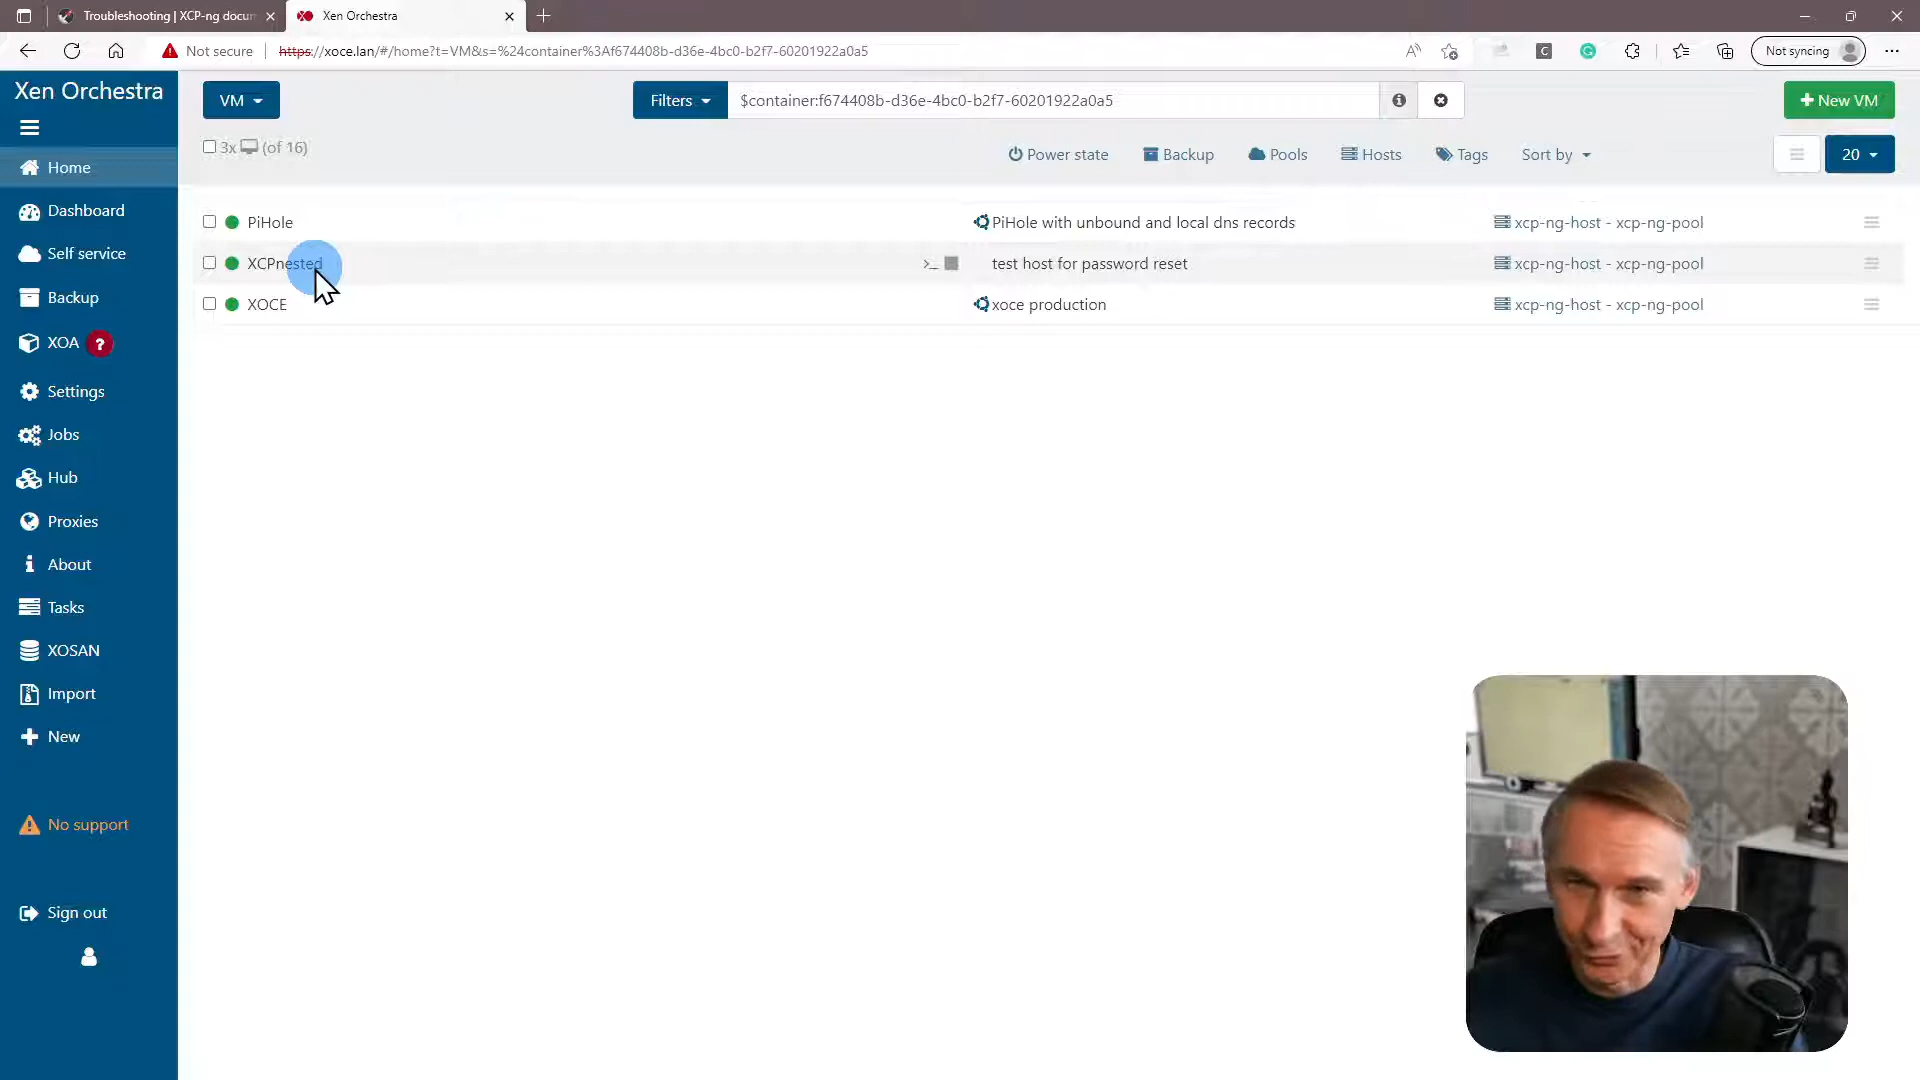 Troubleshooting | XCP-ng docum
Xen Orchestra
Not secure
https://xoce.lan/#/home?t=VM&s=%24container%3Af674408b-d36e-4bc0-b2f7-60201922a0a5
Not syncing
Xen Orchestra
VM
Filters
$container:f674408b-d36e-4bc0-b2f7-60201922a0a5
New VM
3x (of 16)
Power state
Backup
Pools
Hosts
Tags
Sort by
20
Home
Dashboard
Self service
Backup
XOA ?
Settings
Jobs
Hub
Proxies
About
Tasks
XOSAN
Import
New
No support
Sign out
PiHole PiHole with unbound and local dns records xcp-ng-host - xcp-ng-pool
XCPnested >_ test host for password reset xcp-ng-host - xcp-ng-pool
XOCE xoce production xcp-ng-host - xcp-ng-pool